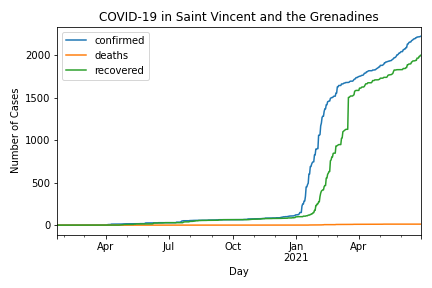 COVID-19 in Saint Vincent and the Grenadines
confirmed
deaths
recovered
Number of Cases
2000
1500
1000
500
0
Apr
Jul
Oct
Jan
2021
Apr
Day